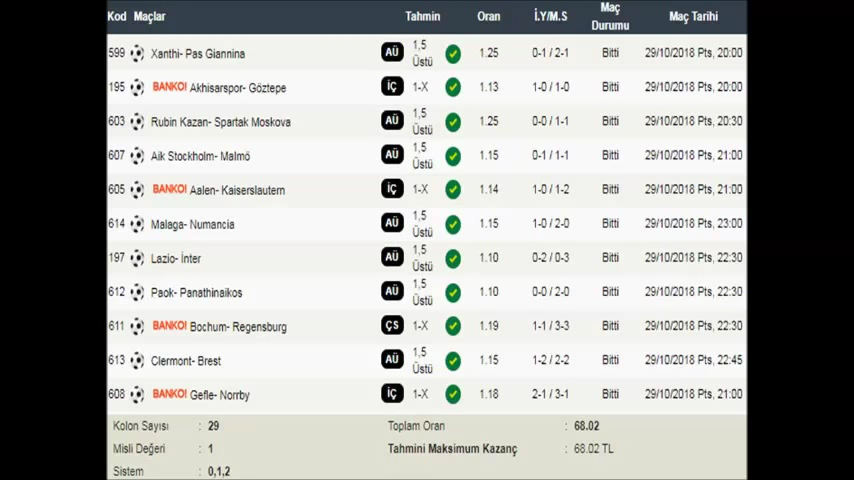 Kod Maçlar Tahmin Oran İ.Y/M.S Maç Durumu Maç Tarihi
599 Xanthi- Pas Giannina AÜ 1,5 Üstü 1.25 0-1 / 2-1 Bitti 29/10/2018 Pts, 20:00
195 BANKO! Akhisarspor- Göztepe İÇ 1-X 1.13 1-0 / 1-0 Bitti 29/10/2018 Pts, 20:00
603 Rubin Kazan- Spartak Moskova AÜ 1,5 Üstü 1.25 0-0 / 1-1 Bitti 29/10/2018 Pts, 20:30
607 Aik Stockholm- Malmö AÜ 1,5 Üstü 1.15 0-1 / 1-1 Bitti 29/10/2018 Pts, 21:00
605 BANKO! Aalen- Kaiserslautern İÇ 1-X 1.14 1-0 / 1-2 Bitti 29/10/2018 Pts, 21:00
614 Malaga- Numancia AÜ 1,5 Üstü 1.15 1-0 / 2-0 Bitti 29/10/2018 Pts, 23:00
197 Lazio- İnter AÜ 1,5 Üstü 1.10 0-2 / 0-3 Bitti 29/10/2018 Pts, 22:30
612 Paok- Panathinaikos AÜ 1,5 Üstü 1.10 0-0 / 2-0 Bitti 29/10/2018 Pts, 22:30
611 BANKO! Bochum- Regensburg ÇS 1-X 1.19 1-1 / 3-3 Bitti 29/10/2018 Pts, 22:30
613 Clermont- Brest AÜ 1,5 Üstü 1.15 1-2 / 2-2 Bitti 29/10/2018 Pts, 22:45
608 BANKO! Gefle- Norrby İÇ 1-X 1.18 2-1 / 3-1 Bitti 29/10/2018 Pts, 21:00
Kolon Sayısı : 29 Toplam Oran : 68.02
Misli Değeri : 1 Tahmini Maksimum Kazanç : 68.02 TL
Sistem : 0,1,2